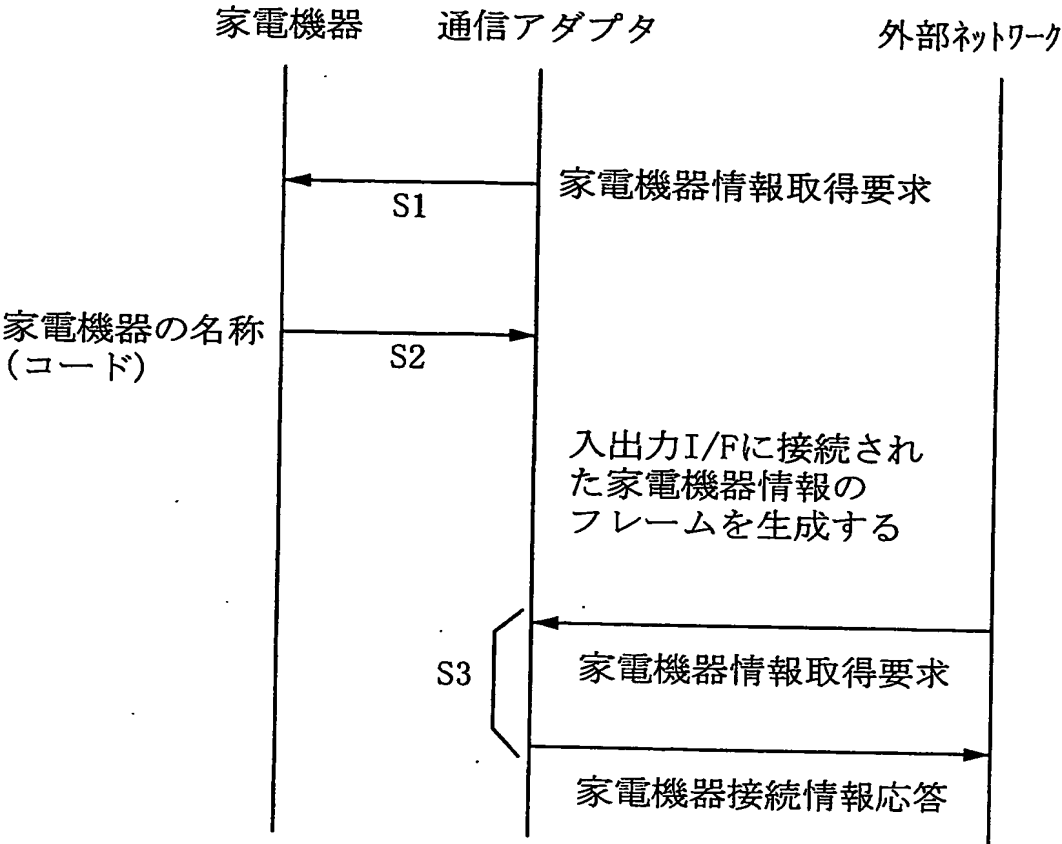 家電機器
通信アダプタ
外部ネットワーク
家電機器情報取得要求
S1
家電機器の名称
(コード)
S2
入出力I/Fに接続され
た家電機器情報の
フレームを生成する
S3
家電機器情報取得要求
家電機器接続情報応答